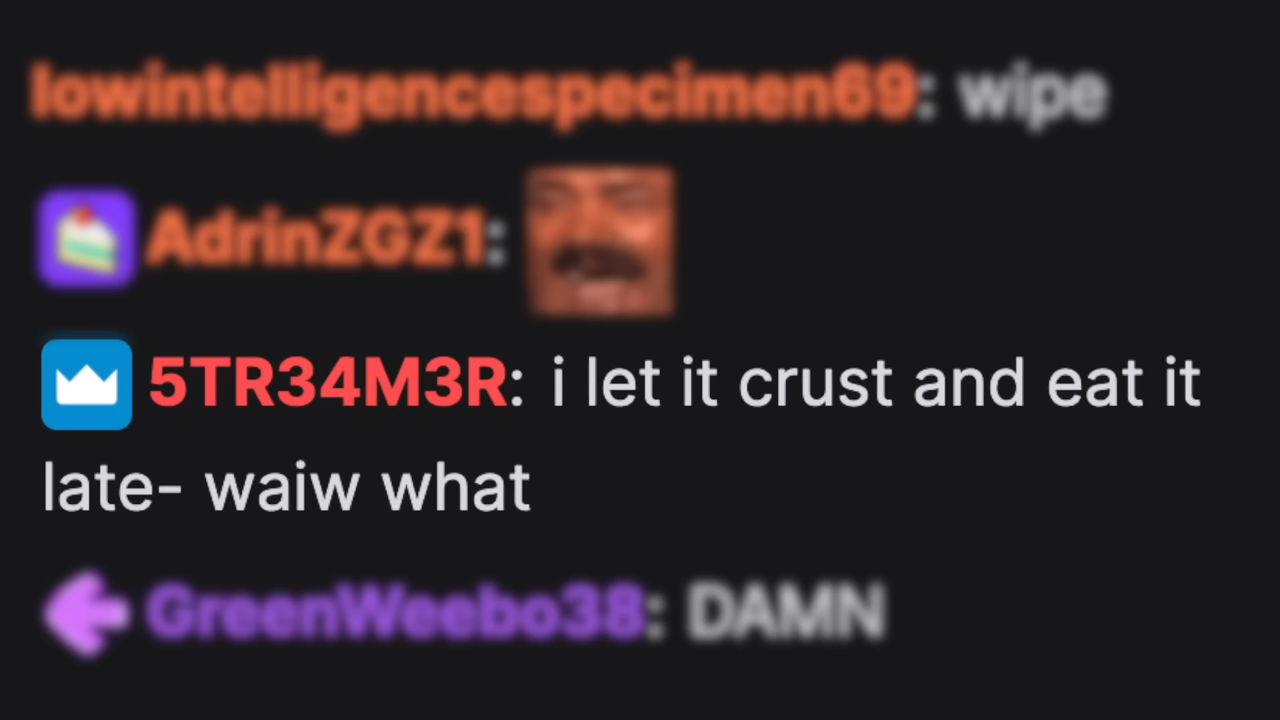 lowintelligencespecimen69: wipe
AdrinZGZ1:
5TR34M3R: i let it crust and eat it
late- waiw what
GreenWeebo38: DAMN